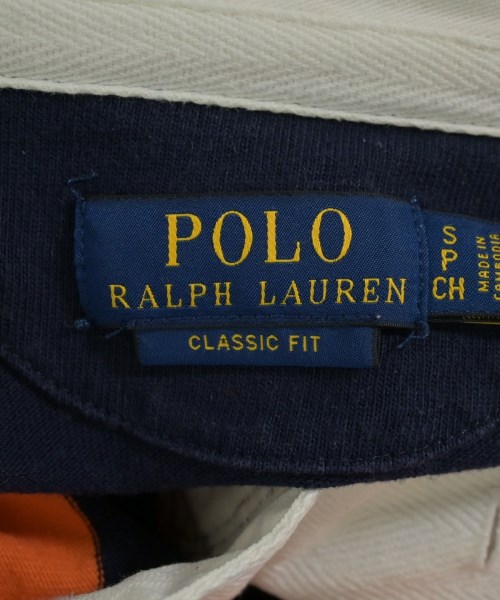 POLO
RALPH LAUREN
CLASSIC FIT
S
P
CH
MADE IN
CAMBODIA